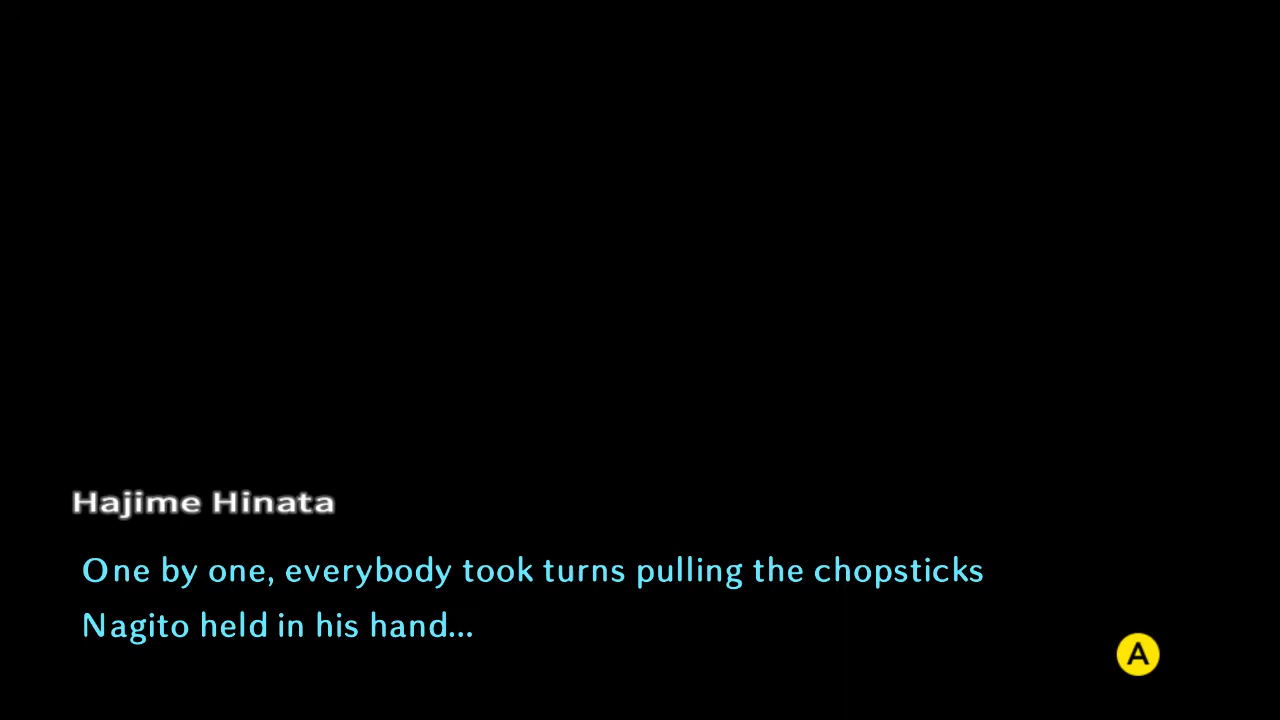 Hajime Hinata
One by one, everybody took turns pulling the chopsticks
Nagito held in his hand...
A